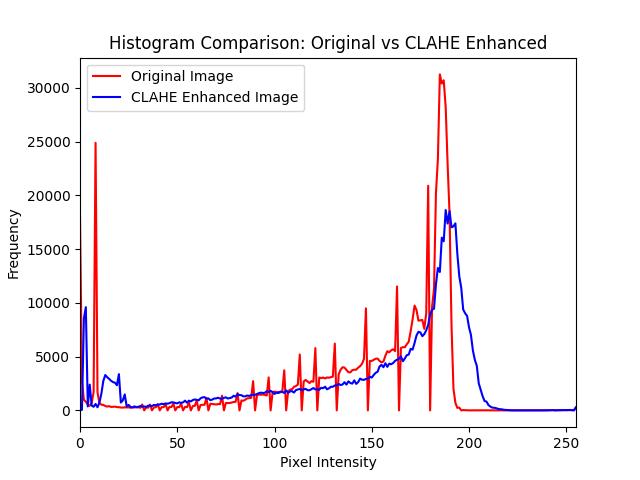 Histogram Comparison: Original vs CLAHE Enhanced
Original Image
CLAHE Enhanced Image
Frequency
30000
25000
20000
15000
10000
5000
0
0 50 100 150 200 250
Pixel Intensity